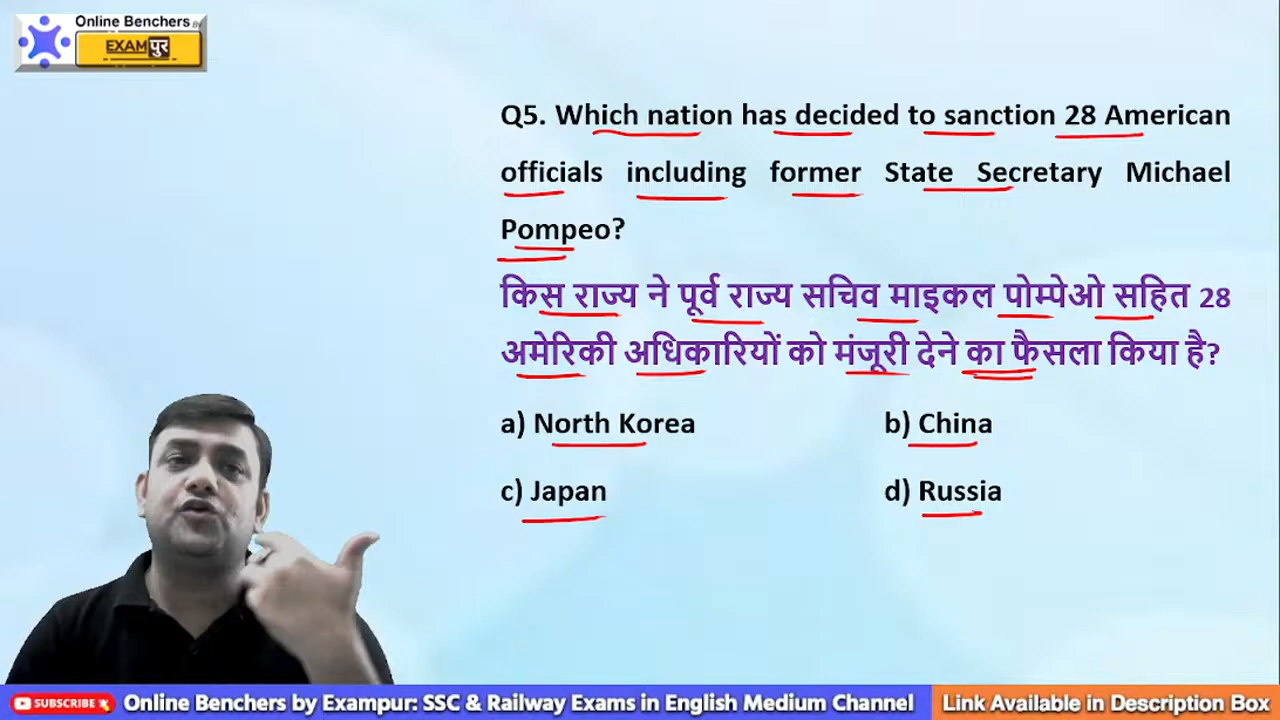 Online Benchers By
EXAMपुर
Q5. Which nation has decided to sanction 28 American
officials including former State Secretary Michael
Pompeo?
किस राज्य ने पूर्व राज्य सचिव माइकल पोम्पेओ सहित 28
अमेरिकी अधिकारियों को मंजूरी देने का फैसला किया है?
a) North Korea b) China
c) Japan d) Russia
SUBSCRIBE Online Benchers by Exampur: SSC & Railway Exams in English Medium Channel Link Available in Description Box